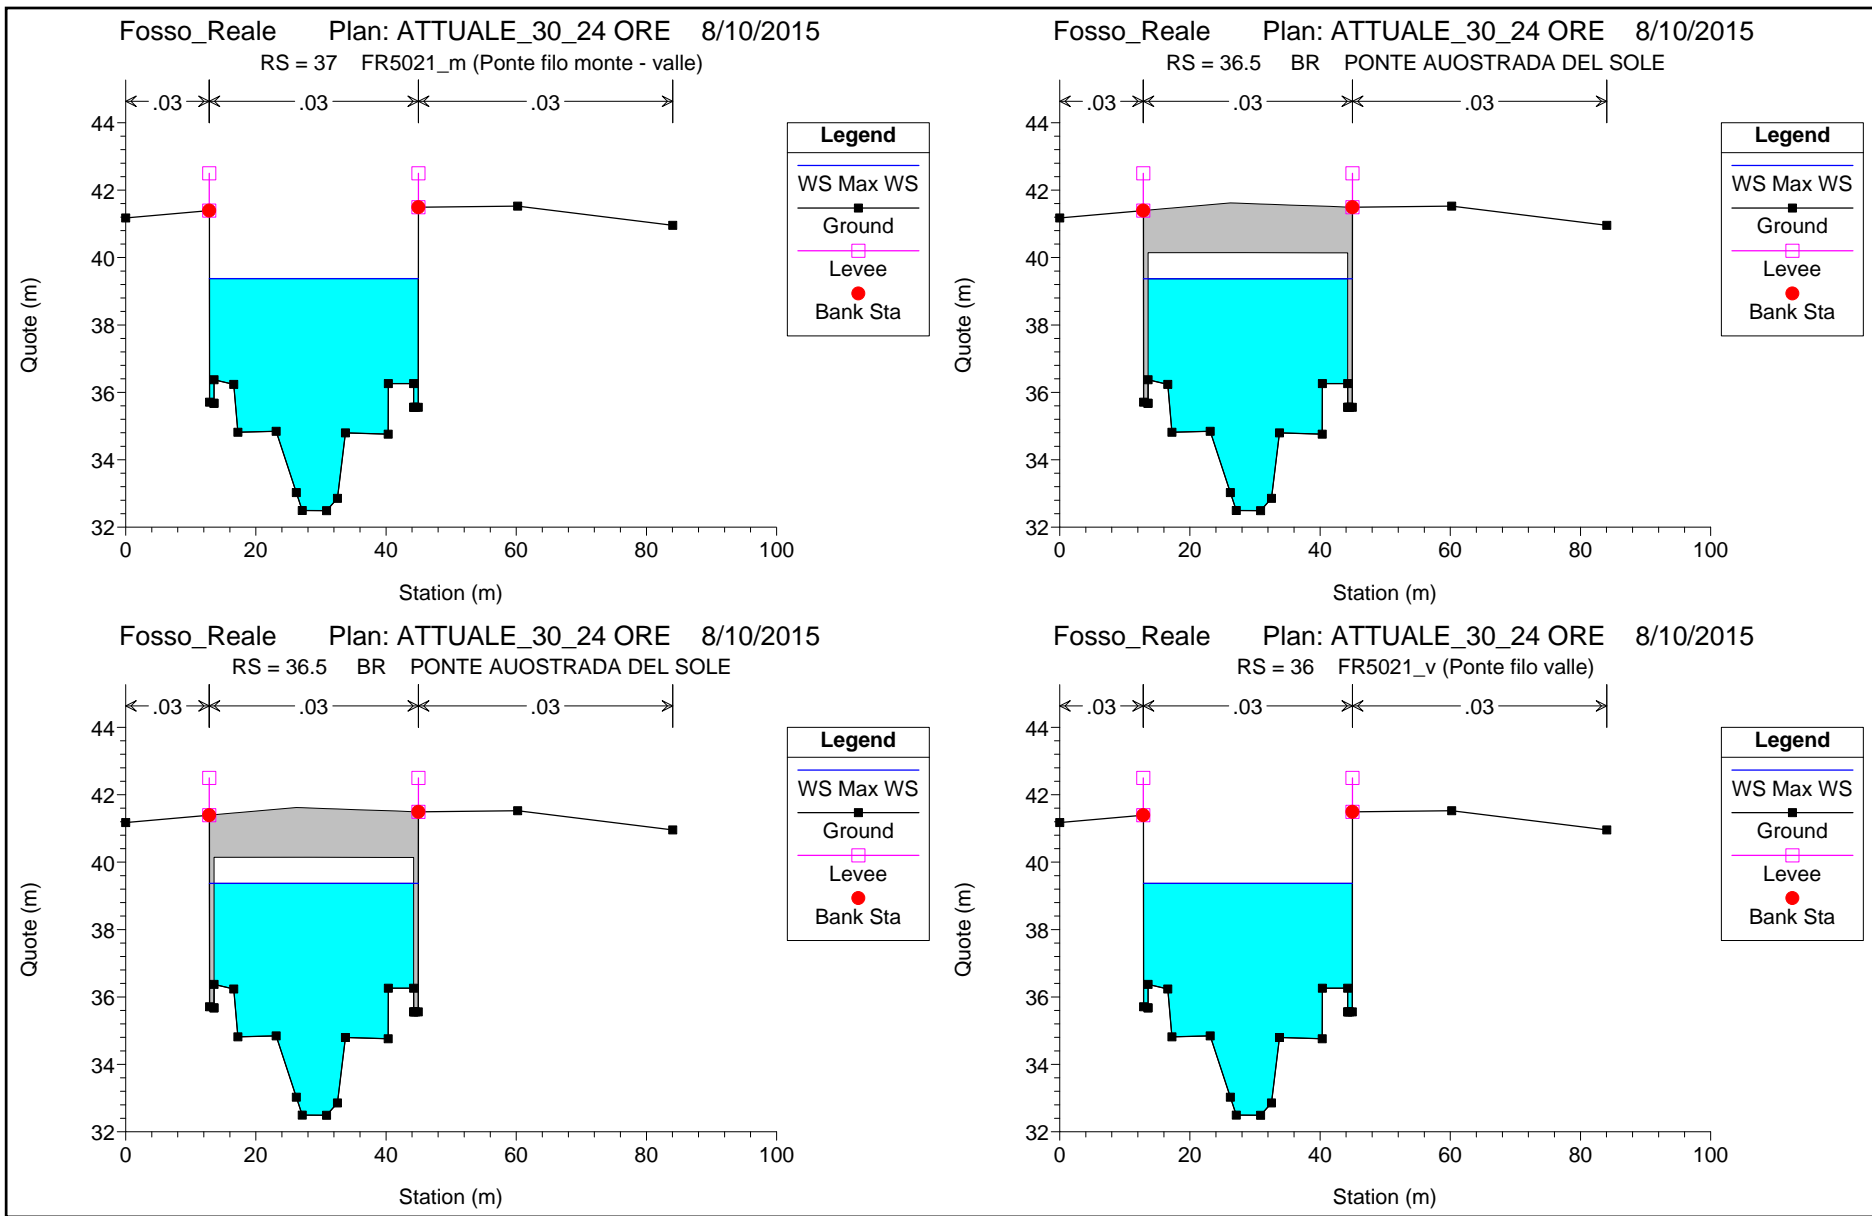 Fosso_Reale Plan: ATTUALE_30_24 ORE 8/10/2015
RS = 37 FR5021_m (Ponte filo monte - valle)
.03 .03 .03
44
42
40
38
36
34
32
0 20 40 60 80 100
Station (m)
Quote (m)
Legend
WS Max WS
Ground
Levee
Bank Sta
Fosso_Reale Plan: ATTUALE_30_24 ORE 8/10/2015
RS = 36.5 BR PONTE AUOSTRADA DEL SOLE
.03 .03 .03
44
42
40
38
36
34
32
0 20 40 60 80 100
Station (m)
Quote (m)
Legend
WS Max WS
Ground
Levee
Bank Sta
Fosso_Reale Plan: ATTUALE_30_24 ORE 8/10/2015
RS = 36.5 BR PONTE AUOSTRADA DEL SOLE
.03 .03 .03
44
42
40
38
36
34
32
0 20 40 60 80 100
Station (m)
Quote (m)
Legend
WS Max WS
Ground
Levee
Bank Sta
Fosso_Reale Plan: ATTUALE_30_24 ORE 8/10/2015
RS = 36 FR5021_v (Ponte filo valle)
.03 .03 .03
44
42
40
38
36
34
32
0 20 40 60 80 100
Station (m)
Quote (m)
Legend
WS Max WS
Ground
Levee
Bank Sta